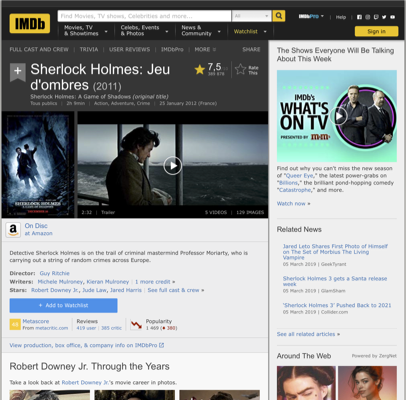 IMDb
Find Movies, TV shows, Celebrities and more...
All
IMDbPro
Help
Movies, TV
& Showtimes
Celebs, Events
& Photos
News &
Community
Watchlist
Sign in
FULL CAST AND CREW
TRIVIA
USER REVIEWS
IMDbPro
MORE
SHARE
Sherlock Holmes: Jeu
d'ombres (2011)
7,5
Rate
This
Sherlock Holmes: A Game of Shadows (original title)
Tous publics | 2h 9min | Action, Adventure, Crime | 25 January 2012 (France)
SHERLOCK HOLMES
2:32 | Trailer
5 VIDEOS | 129 IMAGES
On Disc
at Amazon
Detective Sherlock Holmes is on the trail of criminal mastermind Professor Moriarty, who is
carrying out a string of random crimes across Europe.
Director: Guy Ritchie
Writers: Michele Mulroney, Kieran Mulroney | 1 more credit »
Stars: Robert Downey Jr., Jude Law, Jared Harris | See full cast & crew »
+ Add to Watchlist
Metascore
From metacritic.com
Reviews
419 user | 385 critic
Popularity
1 469 (♦ 380)
View production, box office, & company info on IMDbPro
Robert Downey Jr. Through the Years
Take a look back at Robert Downey Jr.'s movie career in photos.
The Shows Everyone Will Be Talking
About This Week
IMDb's
WHAT'S
ON TV
PRESENTED BY m&m's
Find out why you can't miss the new season
of "Queer Eye," the latest power-grabs on
"Billions," the brilliant pond-hopping comedy
"Catastrophe," and more.
Watch now »
Related News
Jared Leto Shares First Photo of Himself
on The Set of Morbius The Living
Vampire
05 March 2019 | GeekTyrant
Sherlock Holmes 3 gets a Santa release
week
05 March 2019 | GlamSham
'Sherlock Holmes 3' Pushed Back to 2021
05 March 2019 | Collider.com
See all related articles »
Around The Web
Powered by ZergNet